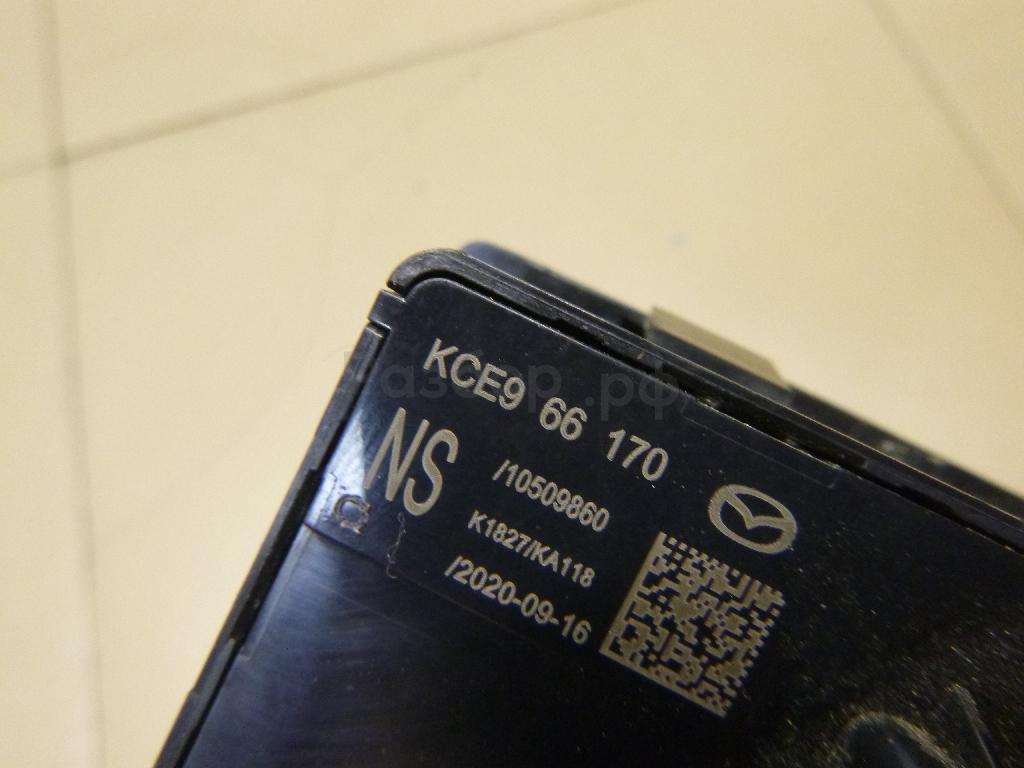 KCE9 66 170
NS
/10509860
K1827/KA118
/2020-09-16